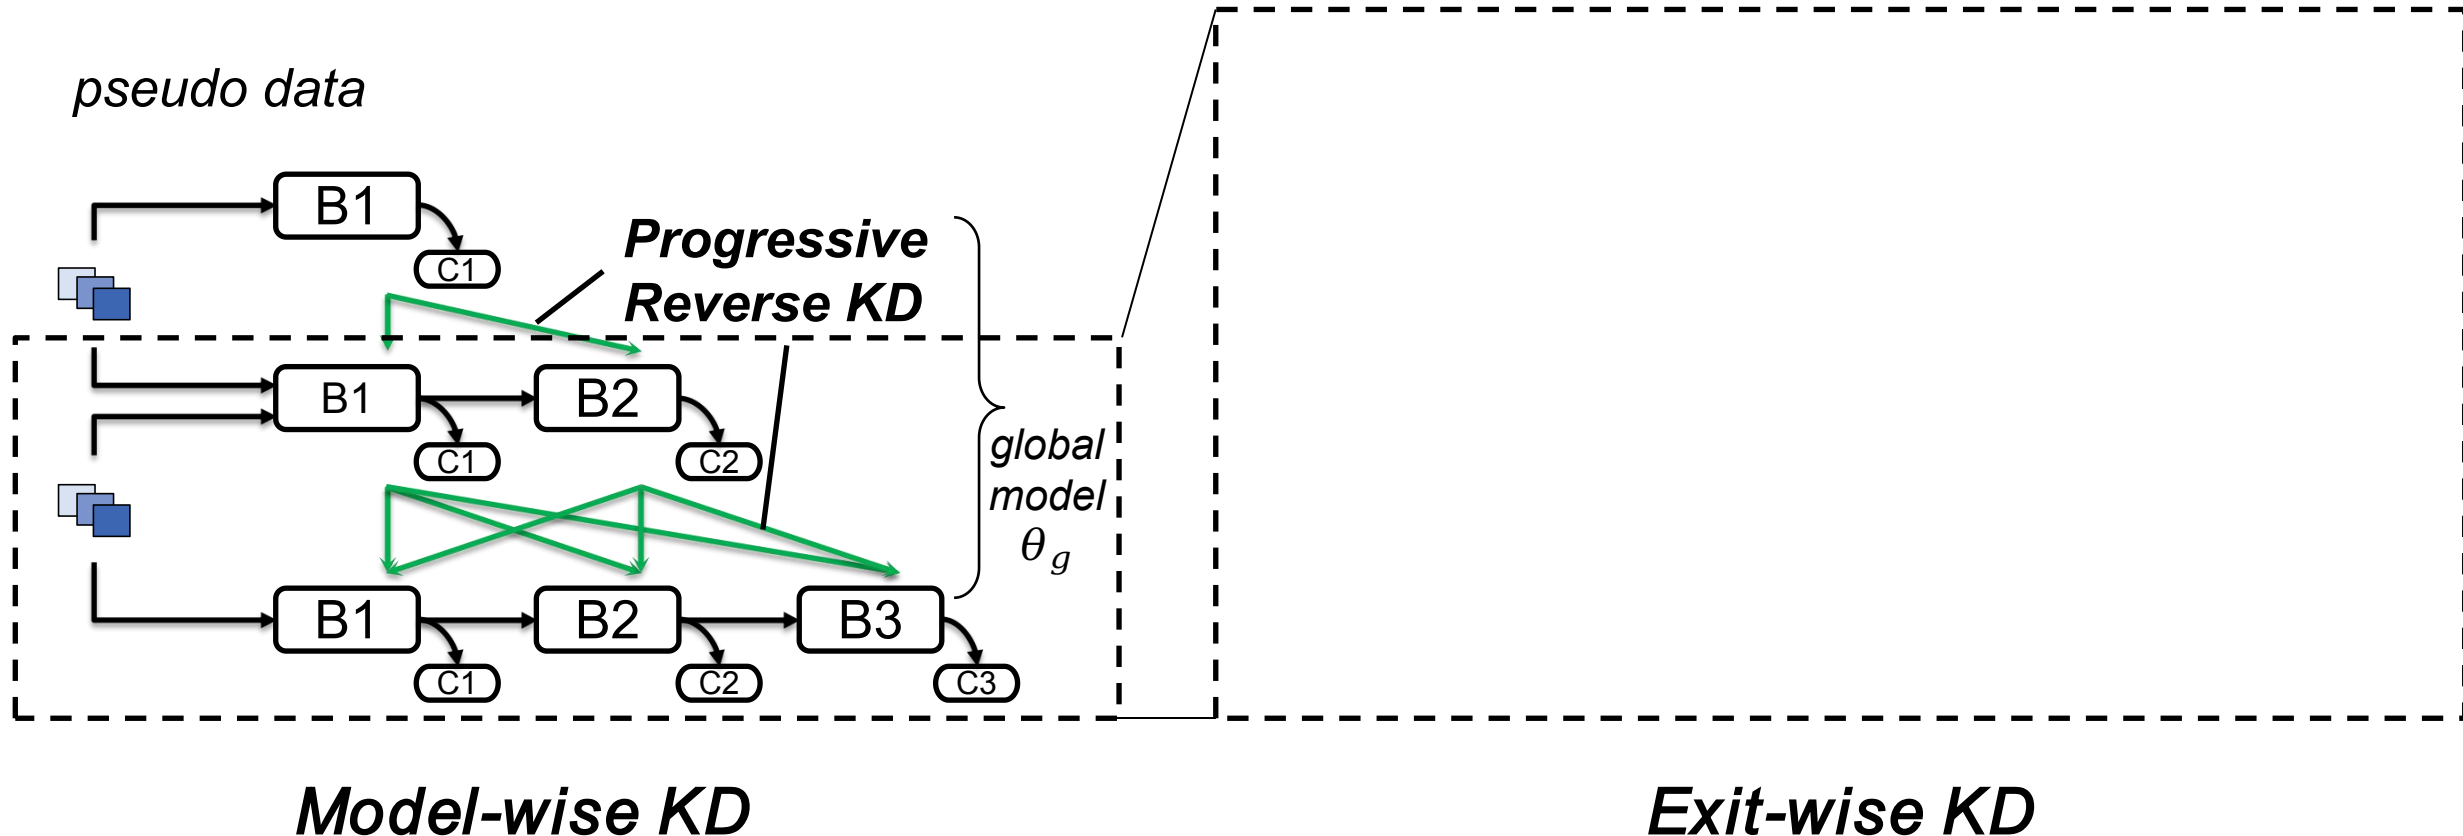 pseudo data
B1
C1
Progressive
Reverse KD
B1
B2
C1
C2
global
model
θg
B1
B2
B3
C1
C2
C3
Model-wise KD
Exit-wise KD